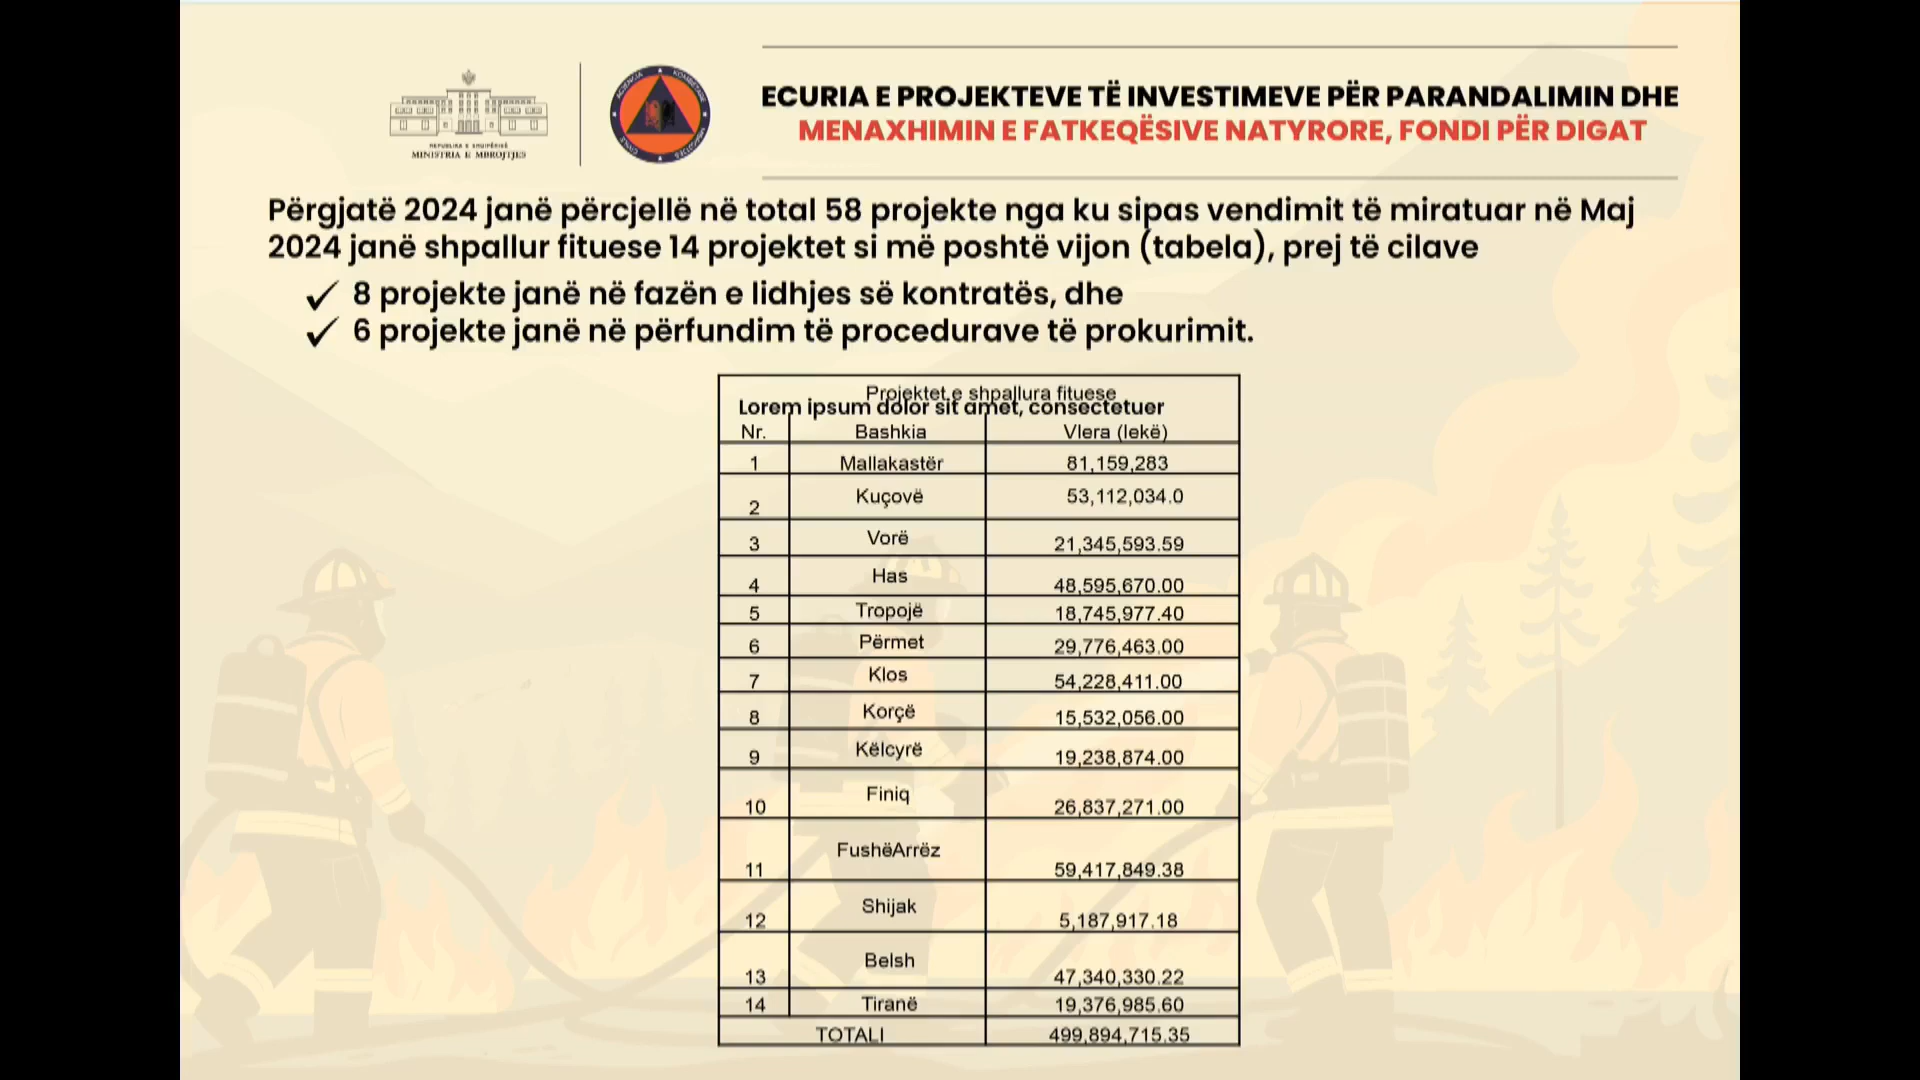 REPUBLIKA E SHQIPËRISË
MINISTRIA E MBROJTJES
AGJENCIA KOMBËTARE
CIVILE
ECURIA E PROJEKTEVE TË INVESTIMEVE PËR PARANDALIMIN DHE
MENAXHIMIN E FATKEQËSIVE NATYRORE, FONDI PËR DIGAT
Përgjatë 2024 janë përcjellë në total 58 projekte nga ku sipas vendimit të miratuar në Maj
2024 janë shpallur fituese 14 projektet si më poshtë vijon (tabela), prej të cilave
✓ 8 projekte janë në fazën e lidhjes së kontratës, dhe
✓ 6 projekte janë në përfundim të procedurave të prokurimit.
Projektet e shpallura fituese
Lorem ipsum dolor sit amet, consectetuer
Nr. Bashkia Vlera (lekë)
1 Mallakastër 81,159,283
2 Kuçovë 53,112,034.0
3 Vorë 21,345,593.59
4 Has 48,595,670.00
5 Tropojë 18,745,977.40
6 Përmet 29,776,463.00
7 Klos 54,228,411.00
8 Korçë 15,532,056.00
9 Këlcyrë 19,238,874.00
10 Finiq 26,837,271.00
11 FushëArrëz 59,417,849.38
12 Shijak 5,187,917.18
13 Belsh 47,340,330.22
14 Tiranë 19,376,985.60
TOTALI 499,894,715.35